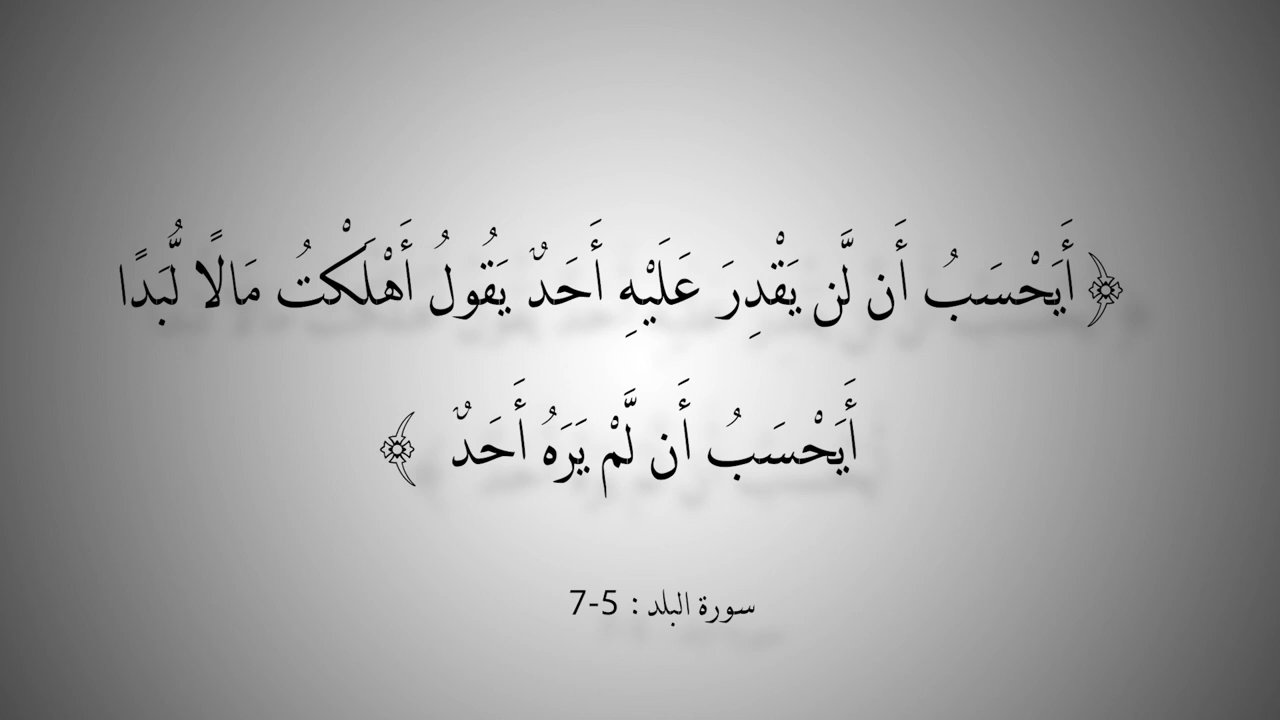 ﴿أَيَحْسَبُ أَن لَّن يَقْدِرَ عَلَيْهِ أَحَدٌ يَقُولُ أَهْلَكْتُ مَالًا لُّبَدًا
أَيَحْسَبُ أَن لَّمْ يَرَهُ أَحَدٌ ﴾
سورة البلد : 5-7